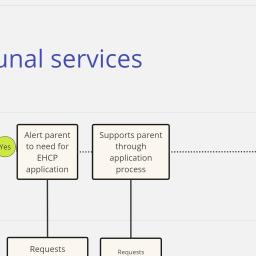 unal services
Yes
Alert parent
to need for
EHCP
application
Supports parent
through
application
process
Requests
Requests